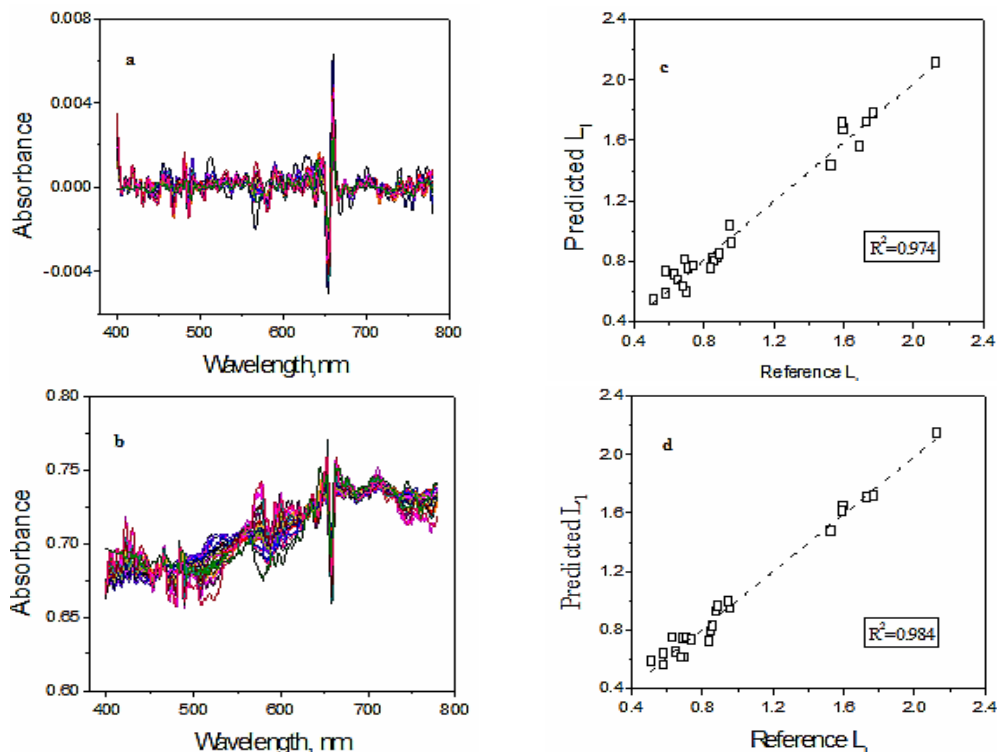 0.008
0.004
0.000
-0.004
Absorbance
a
400 500 600 700 800
Wavelength, nm
2.4
2.0
1.6
1.2
0.8
0.4
Predicted L
c
R²=0.974
0.4 0.8 1.2 1.6 2.0 2.4
Reference L
0.80
0.75
0.70
0.65
0.60
Absorbance
b
400 500 600 700 800
Wavelength, nm
2.4
2.0
1.6
1.2
0.8
0.4
Predicted L₁
d
R²=0.984
0.4 0.8 1.2 1.6 2.0 2.4
Reference L